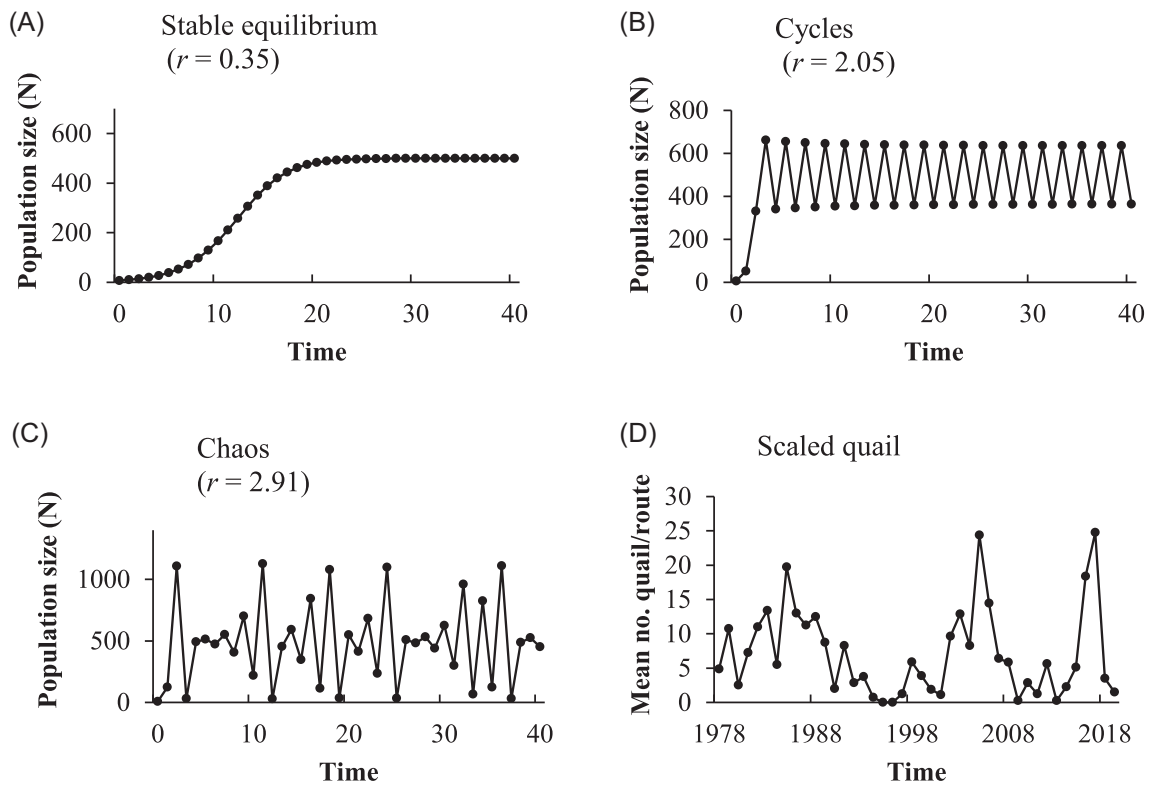 (A)
Stable equilibrium
(r = 0.35)
Population size (N)
600
400
200
0
0 10 20 30 40
Time
(B)
Cycles
(r = 2.05)
Population size (N)
800
600
400
200
0
0 10 20 30 40
Time
(C)
Chaos
(r = 2.91)
Population size (N)
1000
500
0
0 10 20 30 40
Time
(D)
Scaled quail
Mean no. quail/route
30
25
20
15
10
5
0
1978 1988 1998 2008 2018
Time